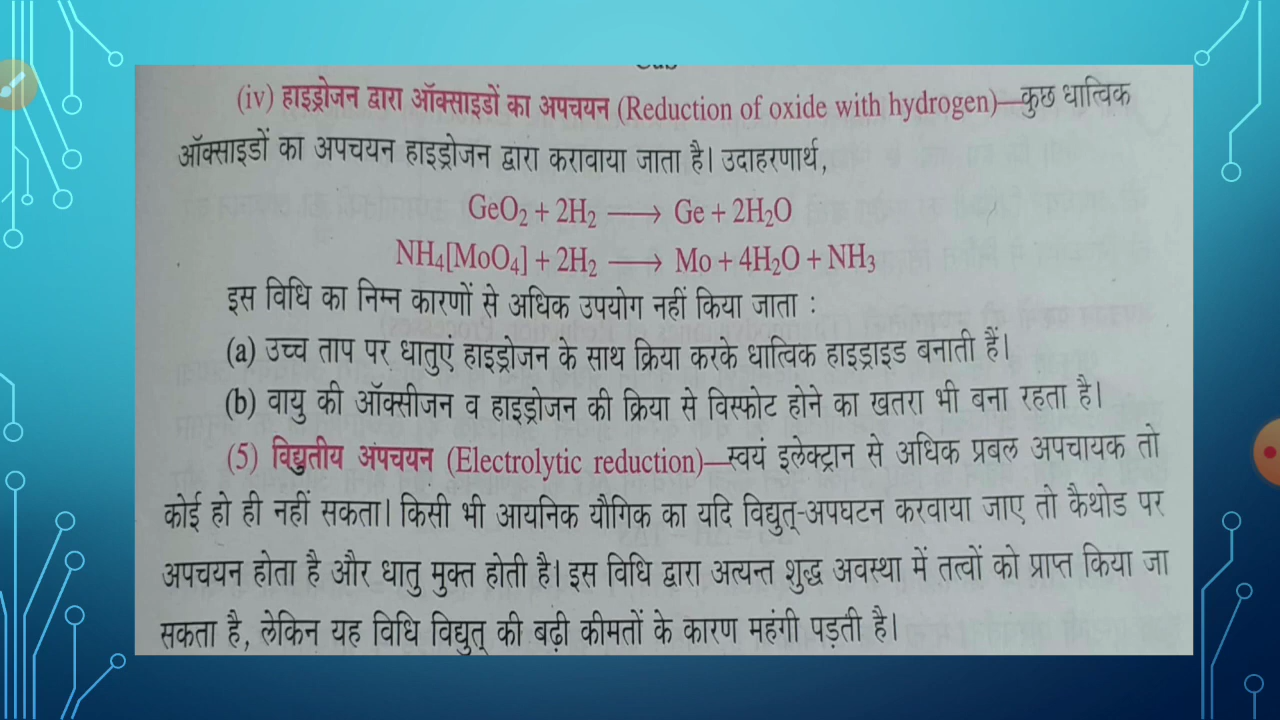 (iv) हाइड्रोजन द्वारा ऑक्साइडों का अपचयन (Reduction of oxide with hydrogen)—कुछ धात्विक
ऑक्साइडों का अपचयन हाइड्रोजन द्वारा करावाया जाता है। उदाहरणार्थ,
GeO₂ + 2H₂ ⟶ Ge + 2H₂O
NH₄[MoO₄] + 2H₂ ⟶ Mo + 4H₂O + NH₃
इस विधि का निम्न कारणों से अधिक उपयोग नहीं किया जाता :
(a) उच्च ताप पर धातुएं हाइड्रोजन के साथ क्रिया करके धात्विक हाइड्राइड बनाती हैं।
(b) वायु की ऑक्सीजन व हाइड्रोजन की क्रिया से विस्फोट होने का खतरा भी बना रहता है।
(5) विद्युतीय अपचयन (Electrolytic reduction)—स्वयं इलेक्ट्रान से अधिक प्रबल अपचायक तो
कोई हो ही नहीं सकता। किसी भी आयनिक यौगिक का यदि विद्युत्-अपघटन करवाया जाए तो कैथोड पर
अपचयन होता है और धातु मुक्त होती है। इस विधि द्वारा अत्यन्त शुद्ध अवस्था में तत्वों को प्राप्त किया जा
सकता है, लेकिन यह विधि विद्युत् की बढ़ी कीमतों के कारण महंगी पड़ती है।